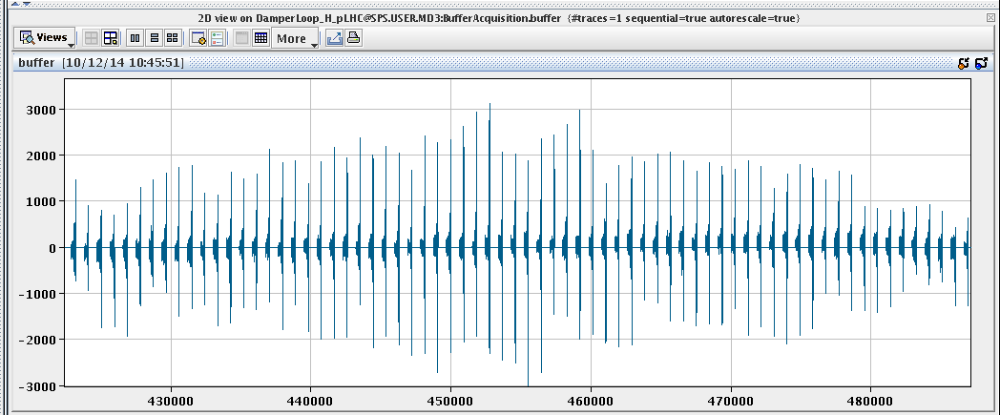 2D view on DamperLoop_H_pLHC@SPS.USER.MD3:BufferAcquisition.buffer (#traces=1 sequential=true autorescale=true)
Views More
buffer [10/12/14 10:45:51]
3000
2000
1000
0
-1000
-2000
-3000
430000 440000 450000 460000 470000 480000